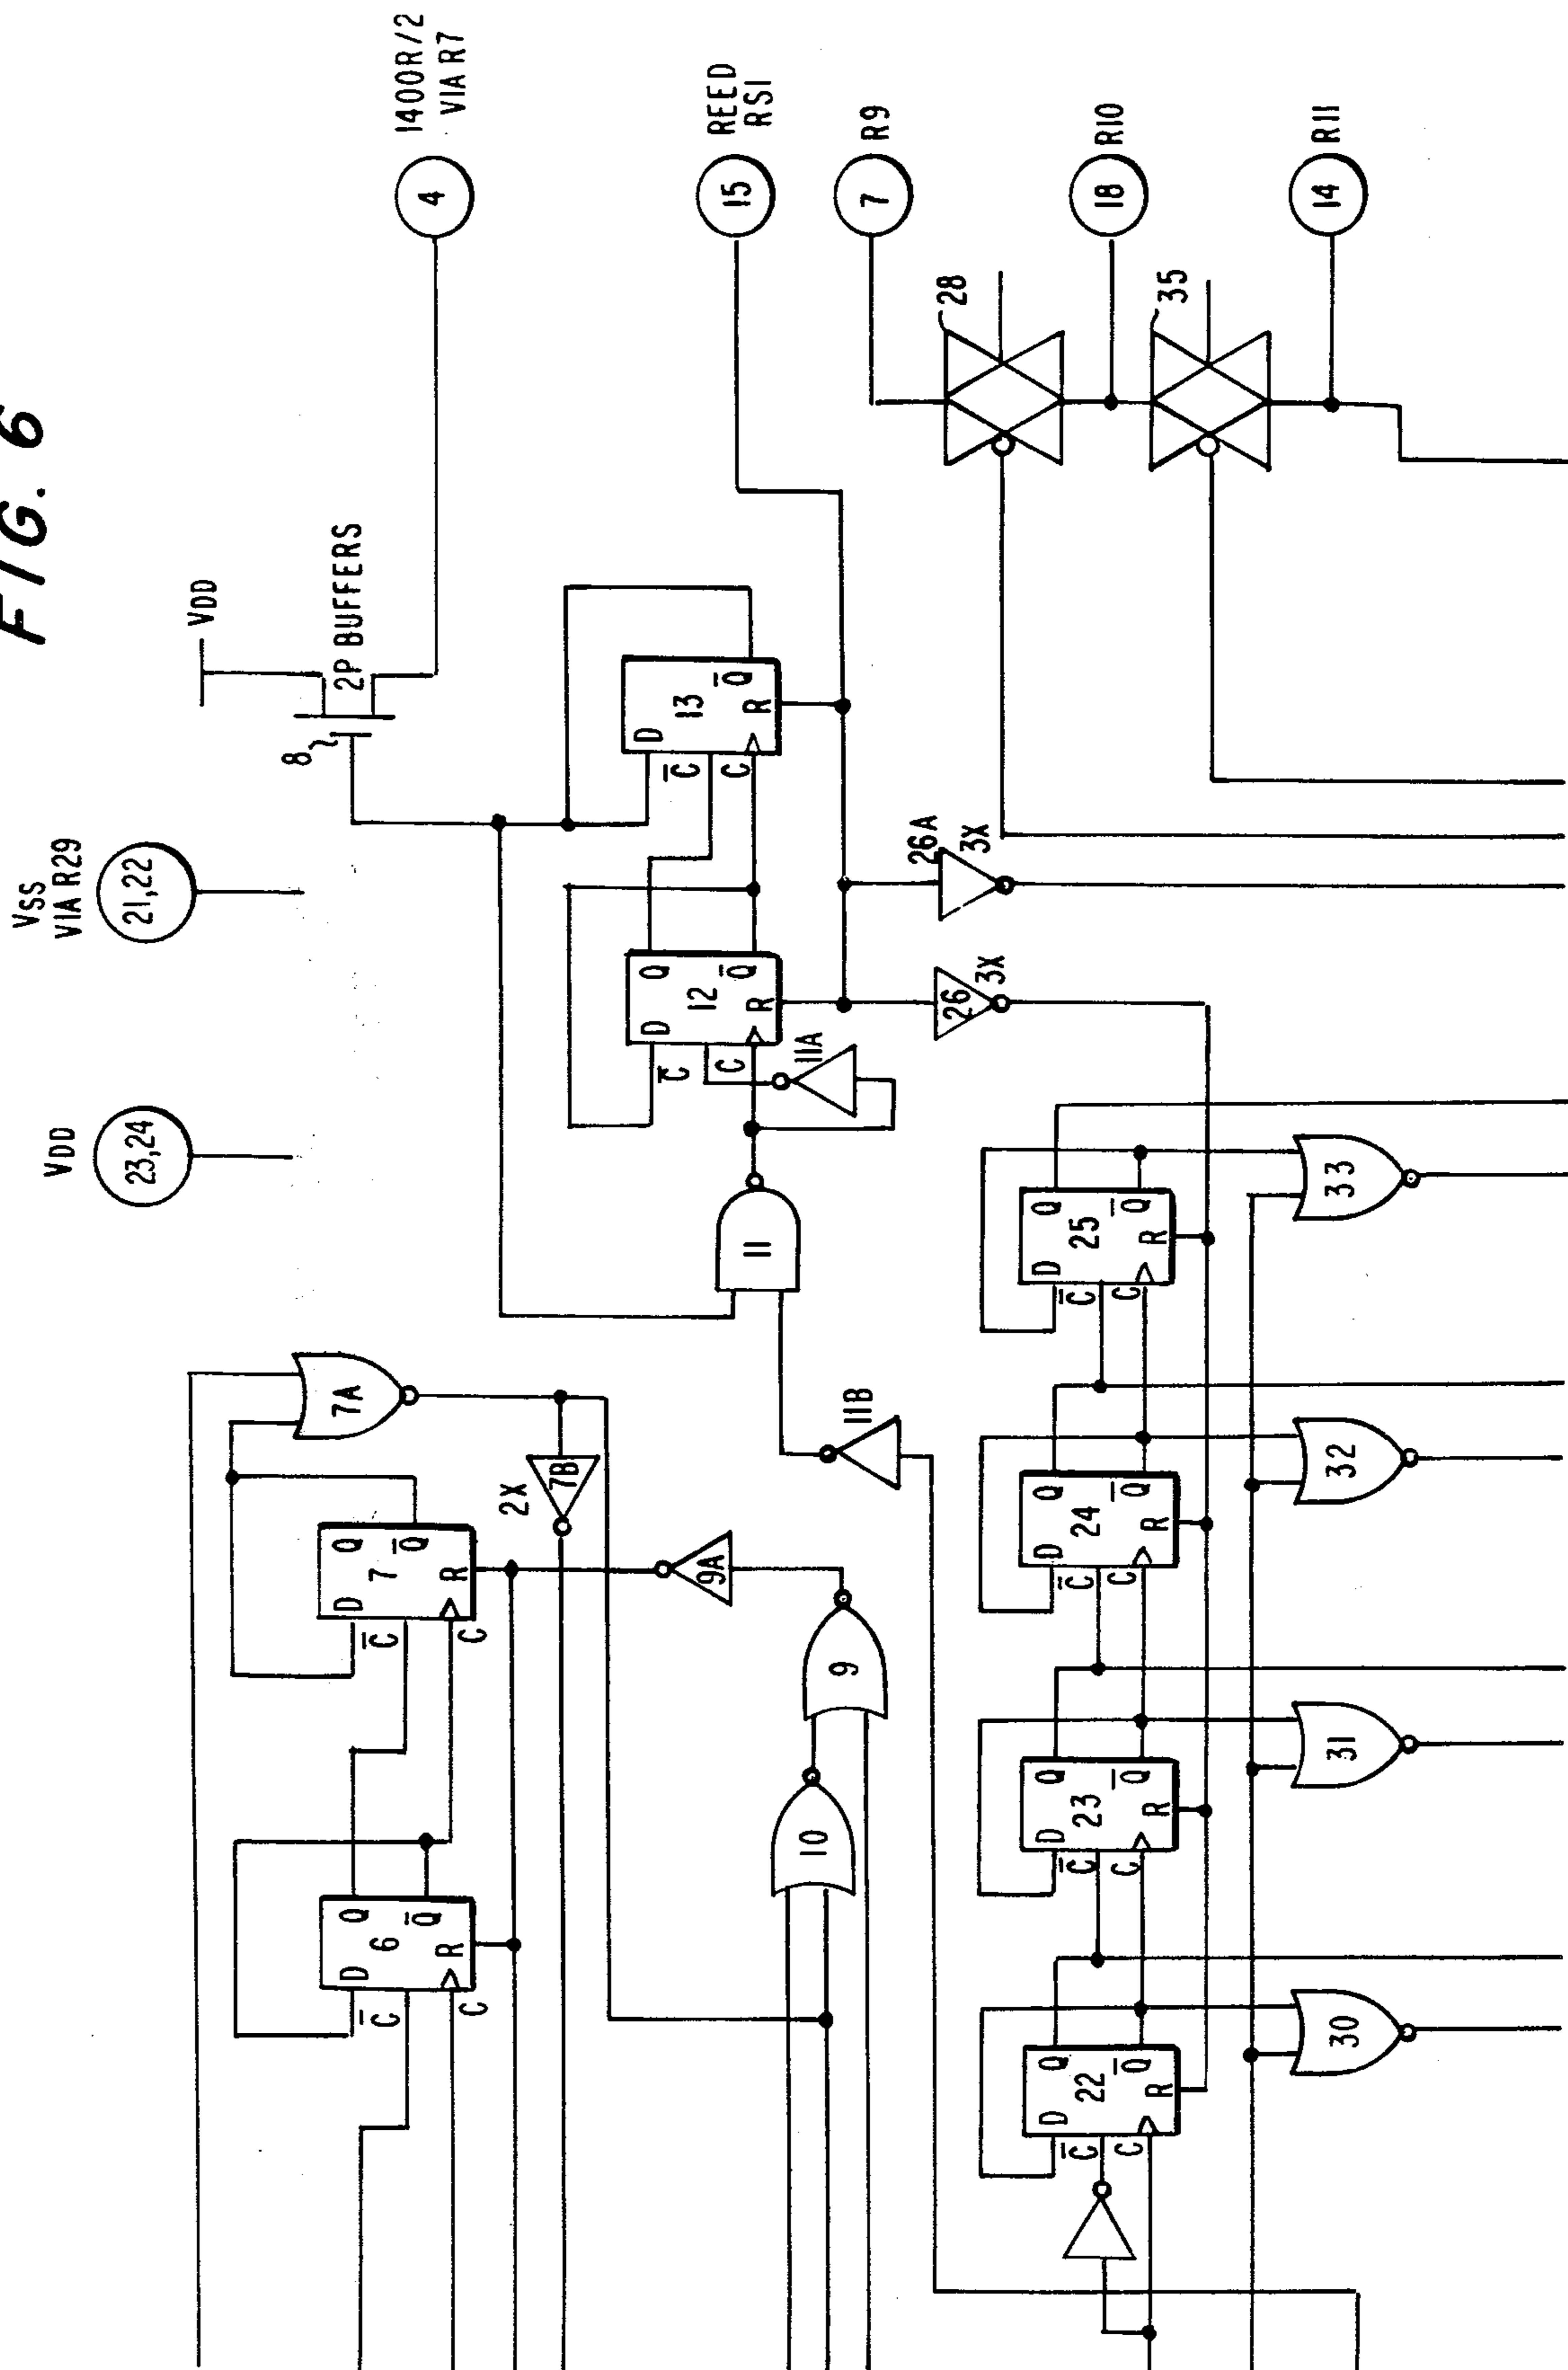 FIG. 6
VSS
VIA R29
21,22
VDD
23,24
VDD
8
2P BUFFERS
1400R/2
VIA R7
4
REED
RS1
15
7
R9
18
R10
14
R11
28
35
D
Q
C̅
6
Q̅
C
R
D
Q
C̅
7
Q̅
C
R
7A
2X
7B
9A
9
10
11
11A
11B
D
Q
C̅
12
Q̅
C
R
D
C̅
13
Q̅
C
R
26
3X
26A
3X
D
Q
C̅
22
Q̅
C
R
D
Q
C̅
23
Q̅
C
R
D
Q
C̅
24
Q̅
C
R
D
Q
C̅
25
Q̅
C
R
30
31
32
33